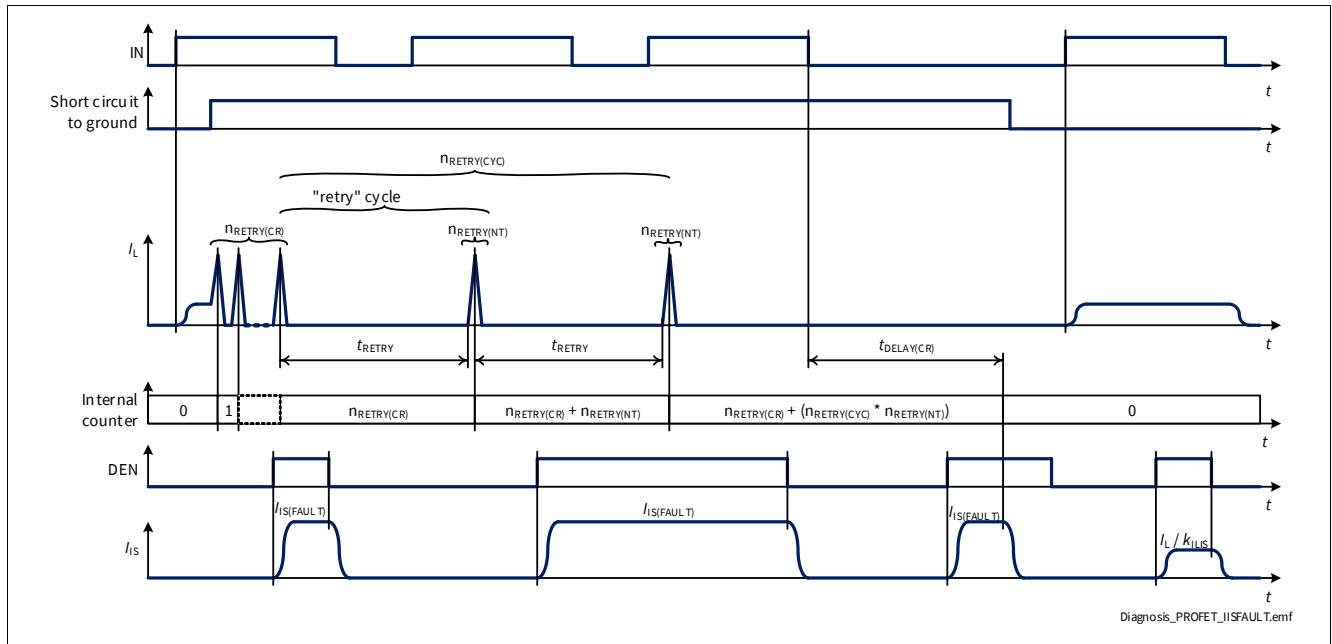 IN
t
Short circuit
to ground
t
nRETRY(CYC)
"retry" cycle
nRETRY(CR)
nRETRY(NT)
nRETRY(NT)
IL
t
tRETRY
tRETRY
tDELAY(CR)
Internal
counter
0
1
nRETRY(CR)
nRETRY(CR) + nRETRY(NT)
nRETRY(CR) + (nRETRY(CYC) * nRETRY(NT))
0
t
DEN
t
IIS(FAULT)
IIS(FAULT)
IIS(FAULT)
IL / kILIS
IIS
t
Diagnosis_PROFET_IISFAULT.emf